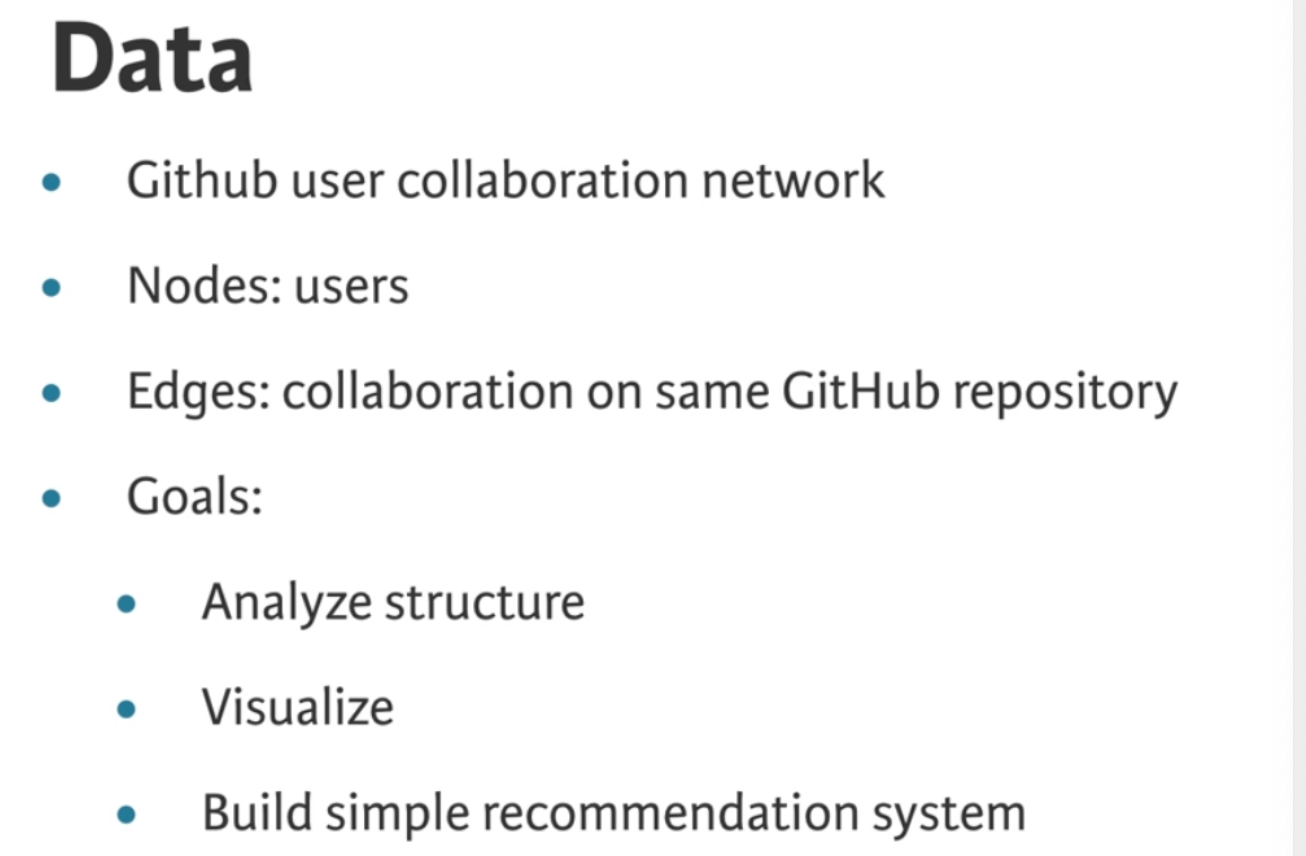 Data
• Github user collaboration network
• Nodes: users
• Edges: collaboration on same GitHub repository
• Goals:
• Analyze structure
• Visualize
• Build simple recommendation system